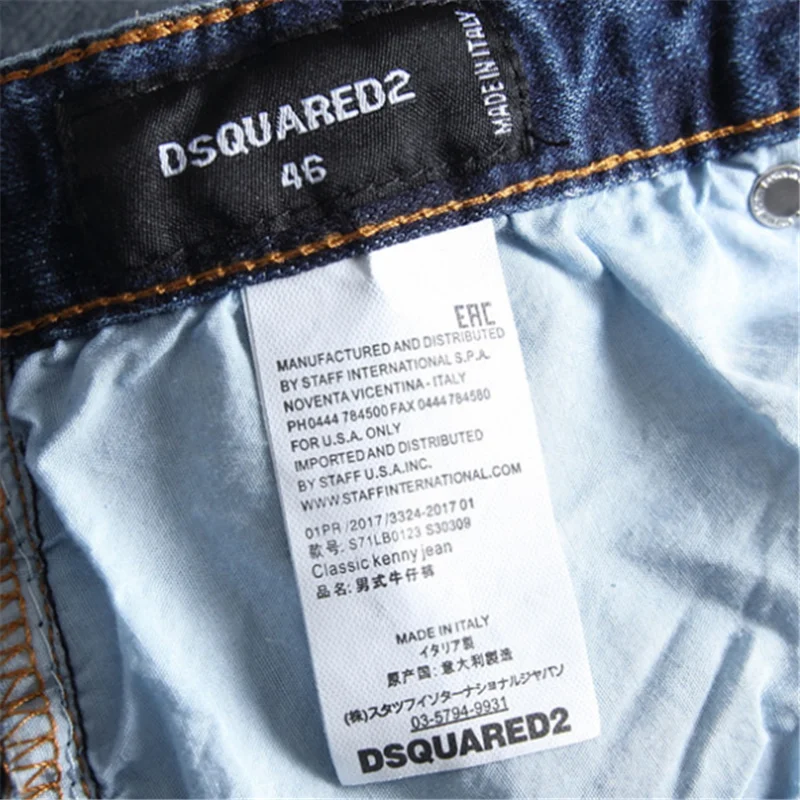 DSQUARED2
46
MADE IN ITALY
EAC
MANUFACTURED AND DISTRIBUTED
BY STAFF INTERNATIONAL S.P.A.
NOVENTA VICENTINA - ITALY
PH0444 784500 FAX 0444 784580
FOR U.S.A. ONLY
IMPORTED AND DISTRIBUTED
BY STAFF U.S.A.INC.
WWW.STAFFINTERNATIONAL.COM
01PR /2017/3324-2017 01
款号: S71LB0123 S30309
Classic kenny jean
品名: 男式牛仔裤
MADE IN ITALY
イタリア製
原产国: 意大利製造
(株)スタッフインターナショナルジャパン
03-5794-9931
DSQUARED2